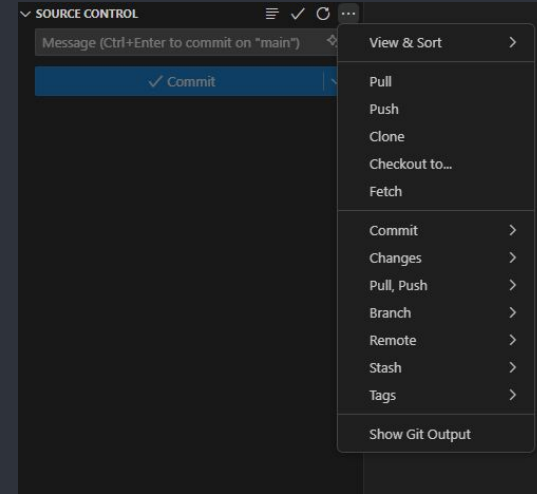 SOURCE CONTROL
Message (Ctrl+Enter to commit on "main")
Commit
View & Sort
Pull
Push
Clone
Checkout to...
Fetch
Commit
Changes
Pull, Push
Branch
Remote
Stash
Tags
Show Git Output